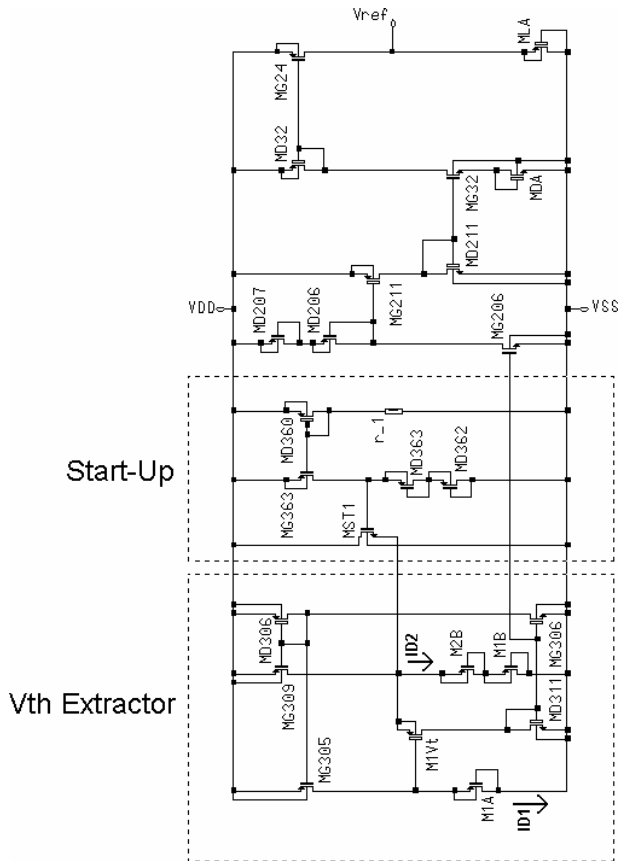 Vref
MLA
MG24
MD32
MG32
MDA
MD211
MG211
VDD
VSS
MD207
MD206
MG206
Start-Up
MD360
r_1
MD363
MD362
MG363
MST1
Vth Extractor
MD306
ID2
M2B
M1B
MG306
MG309
MD311
M1Vt
MG305
M1A
ID1